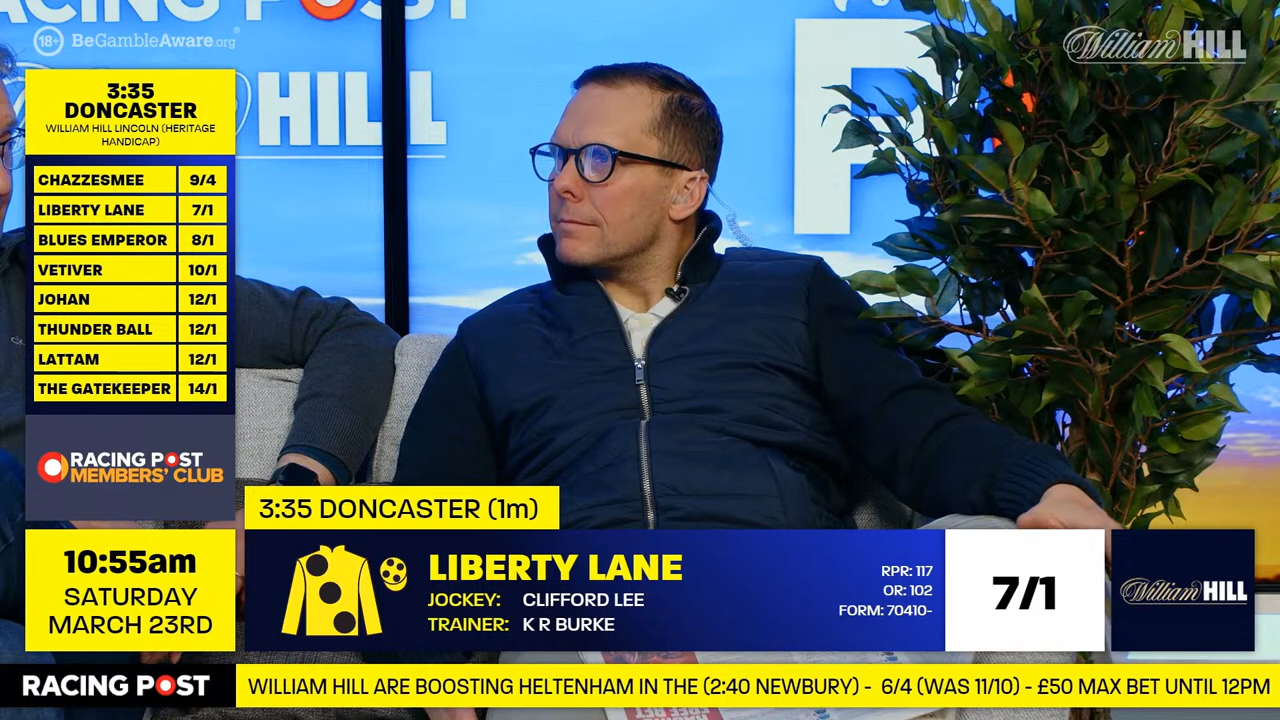 RACING POST
18+ BeGambleAware.org
William HILL
HILL
P
3:35
DONCASTER
WILLIAM HILL LINCOLN (HERITAGE
HANDICAP)
CHAZZESMEE 9/4
LIBERTY LANE 7/1
BLUES EMPEROR 8/1
VETIVER 10/1
JOHAN 12/1
THUNDER BALL 12/1
LATTAM 12/1
THE GATEKEEPER 14/1
RACING POST
MEMBERS' CLUB
3:35 DONCASTER (1m)
10:55am
SATURDAY
MARCH 23RD
LIBERTY LANE
JOCKEY: CLIFFORD LEE
TRAINER: K R BURKE
RPR: 117
OR: 102
FORM: 70410-
7/1
William HILL
RACING POST
WILLIAM HILL ARE BOOSTING HELTENHAM IN THE (2:40 NEWBURY) - 6/4 (WAS 11/10) - £50 MAX BET UNTIL 12PM